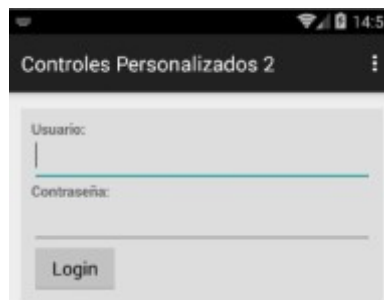 14:5
Controles Personalizados 2
Usuario:
Contraseña:
Login